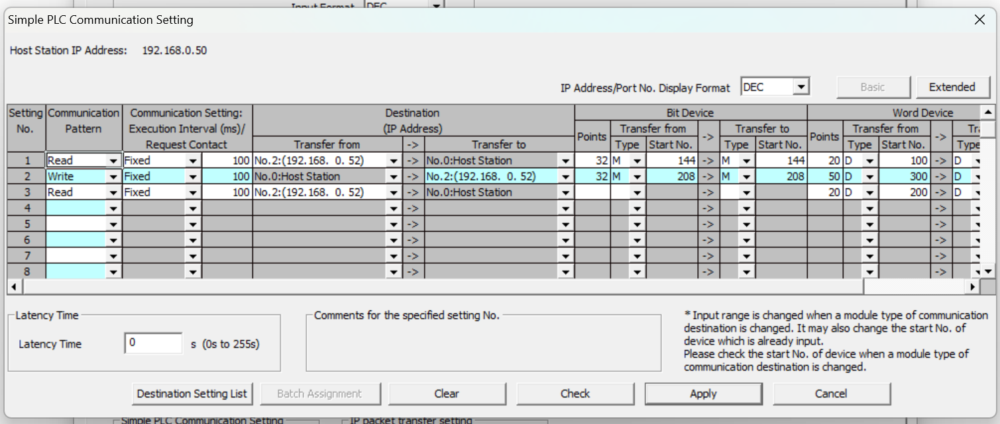 Input Format DEC
Simple PLC Communication Setting
Host Station IP Address: 192.168.0.50
IP Address/Port No. Display Format DEC Basic Extended
Setting No. Communication Pattern Communication Setting: Execution Interval (ms)/ Request Contact Destination (IP Address) Bit Device Word Device
Transfer from -> Transfer to Points Transfer from -> Transfer to Points Transfer from ->
Type Start No. Type Start No. Type Start No. Type
1 Read Fixed 100 No.2:(192.168. 0. 52) -> No.0:Host Station 32 M 144 -> M 144 20 D 100 -> D
2 Write Fixed 100 No.0:Host Station -> No.2:(192.168. 0. 52) 32 M 208 -> M 208 50 D 300 -> D
3 Read Fixed 100 No.2:(192.168. 0. 52) -> No.0:Host Station -> 20 D 200 -> D
4 -> -> ->
5 -> -> ->
6 -> -> ->
7 -> -> ->
8 -> -> ->
Latency Time
Latency Time 0 s (0s to 255s)
Comments for the specified setting No.
* Input range is changed when a module type of communication
destination is changed. It may also change the start No. of
device which is already input.
Please check the start No. of device when a module type of
communication destination is changed.
Destination Setting List Batch Assignment Clear Check Apply Cancel
Simple PLC Communication Setting IP packet transfer setting